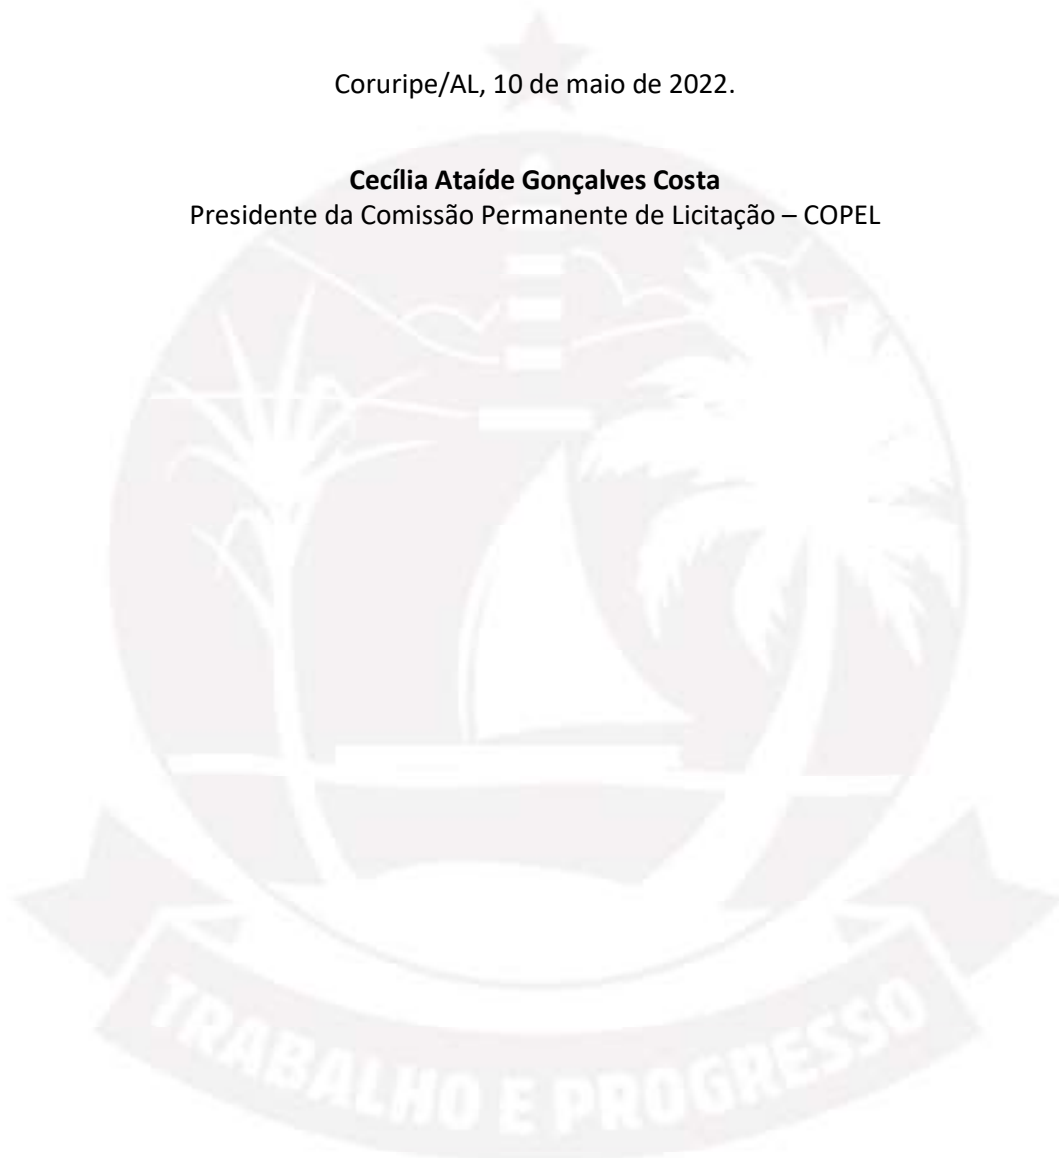 Coruripe/AL, 10 de maio de 2022.
Cecília Ataíde Gonçalves Costa
Presidente da Comissão Permanente de Licitação – COPEL
TRABALHO E PROGRESSO